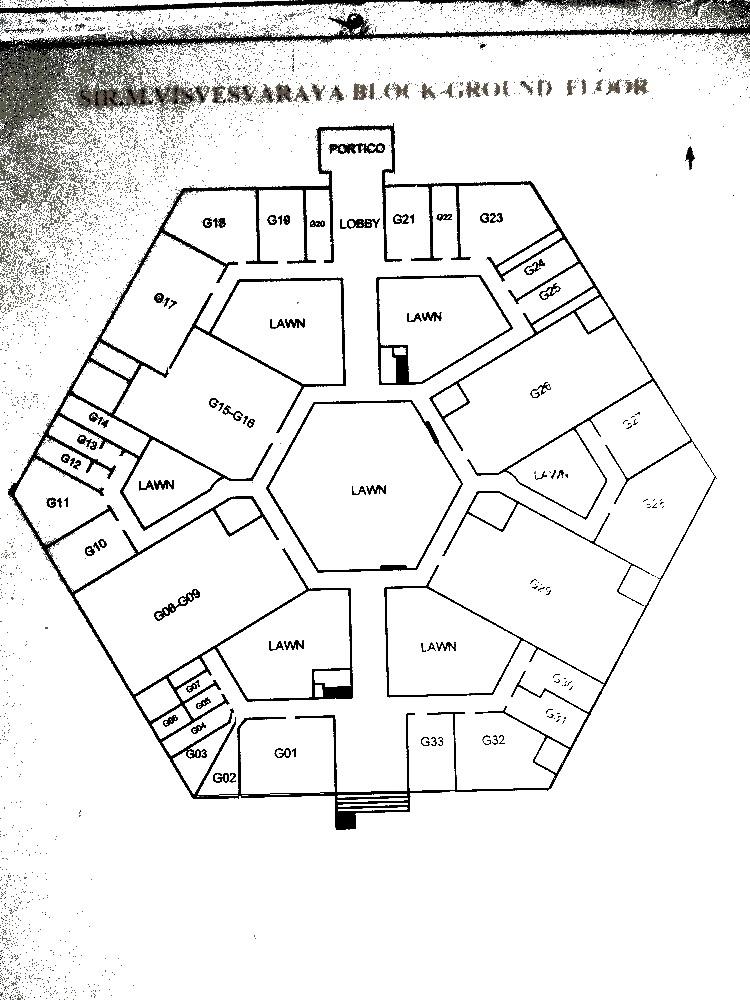 SIR.M.VISVESVARAYA BLOCK-GROUND FLOOR
PORTICO
G18
G19
G20
LOBBY
G21
G22
G23
G17
G24
G25
LAWN
LAWN
G15-G16
G26
G14
G13
G12
G27
LAWN
LAWN
LAWN
G11
G28
G10
G08-G09
G29
LAWN
LAWN
G07
G05
G06
G04
G30
G31
G03
G02
G01
G33
G32